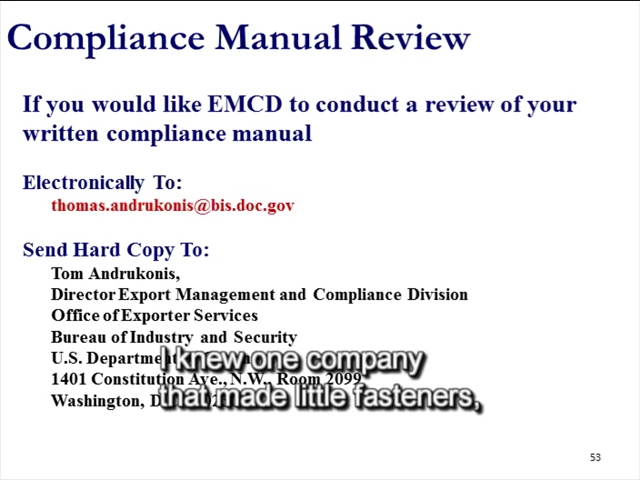 Compliance Manual Review
If you would like EMCD to conduct a review of your
written compliance manual
Electronically To:
thomas.andrukonis@bis.doc.gov
Send Hard Copy To:
Tom Andrukonis,
Director Export Management and Compliance Division
Office of Exporter Services
Bureau of Industry and Security
U.S. Department
I knew one company
1401 Constitution Ave., N.W., Room 2099
Washington,
that made little fasteners,
53